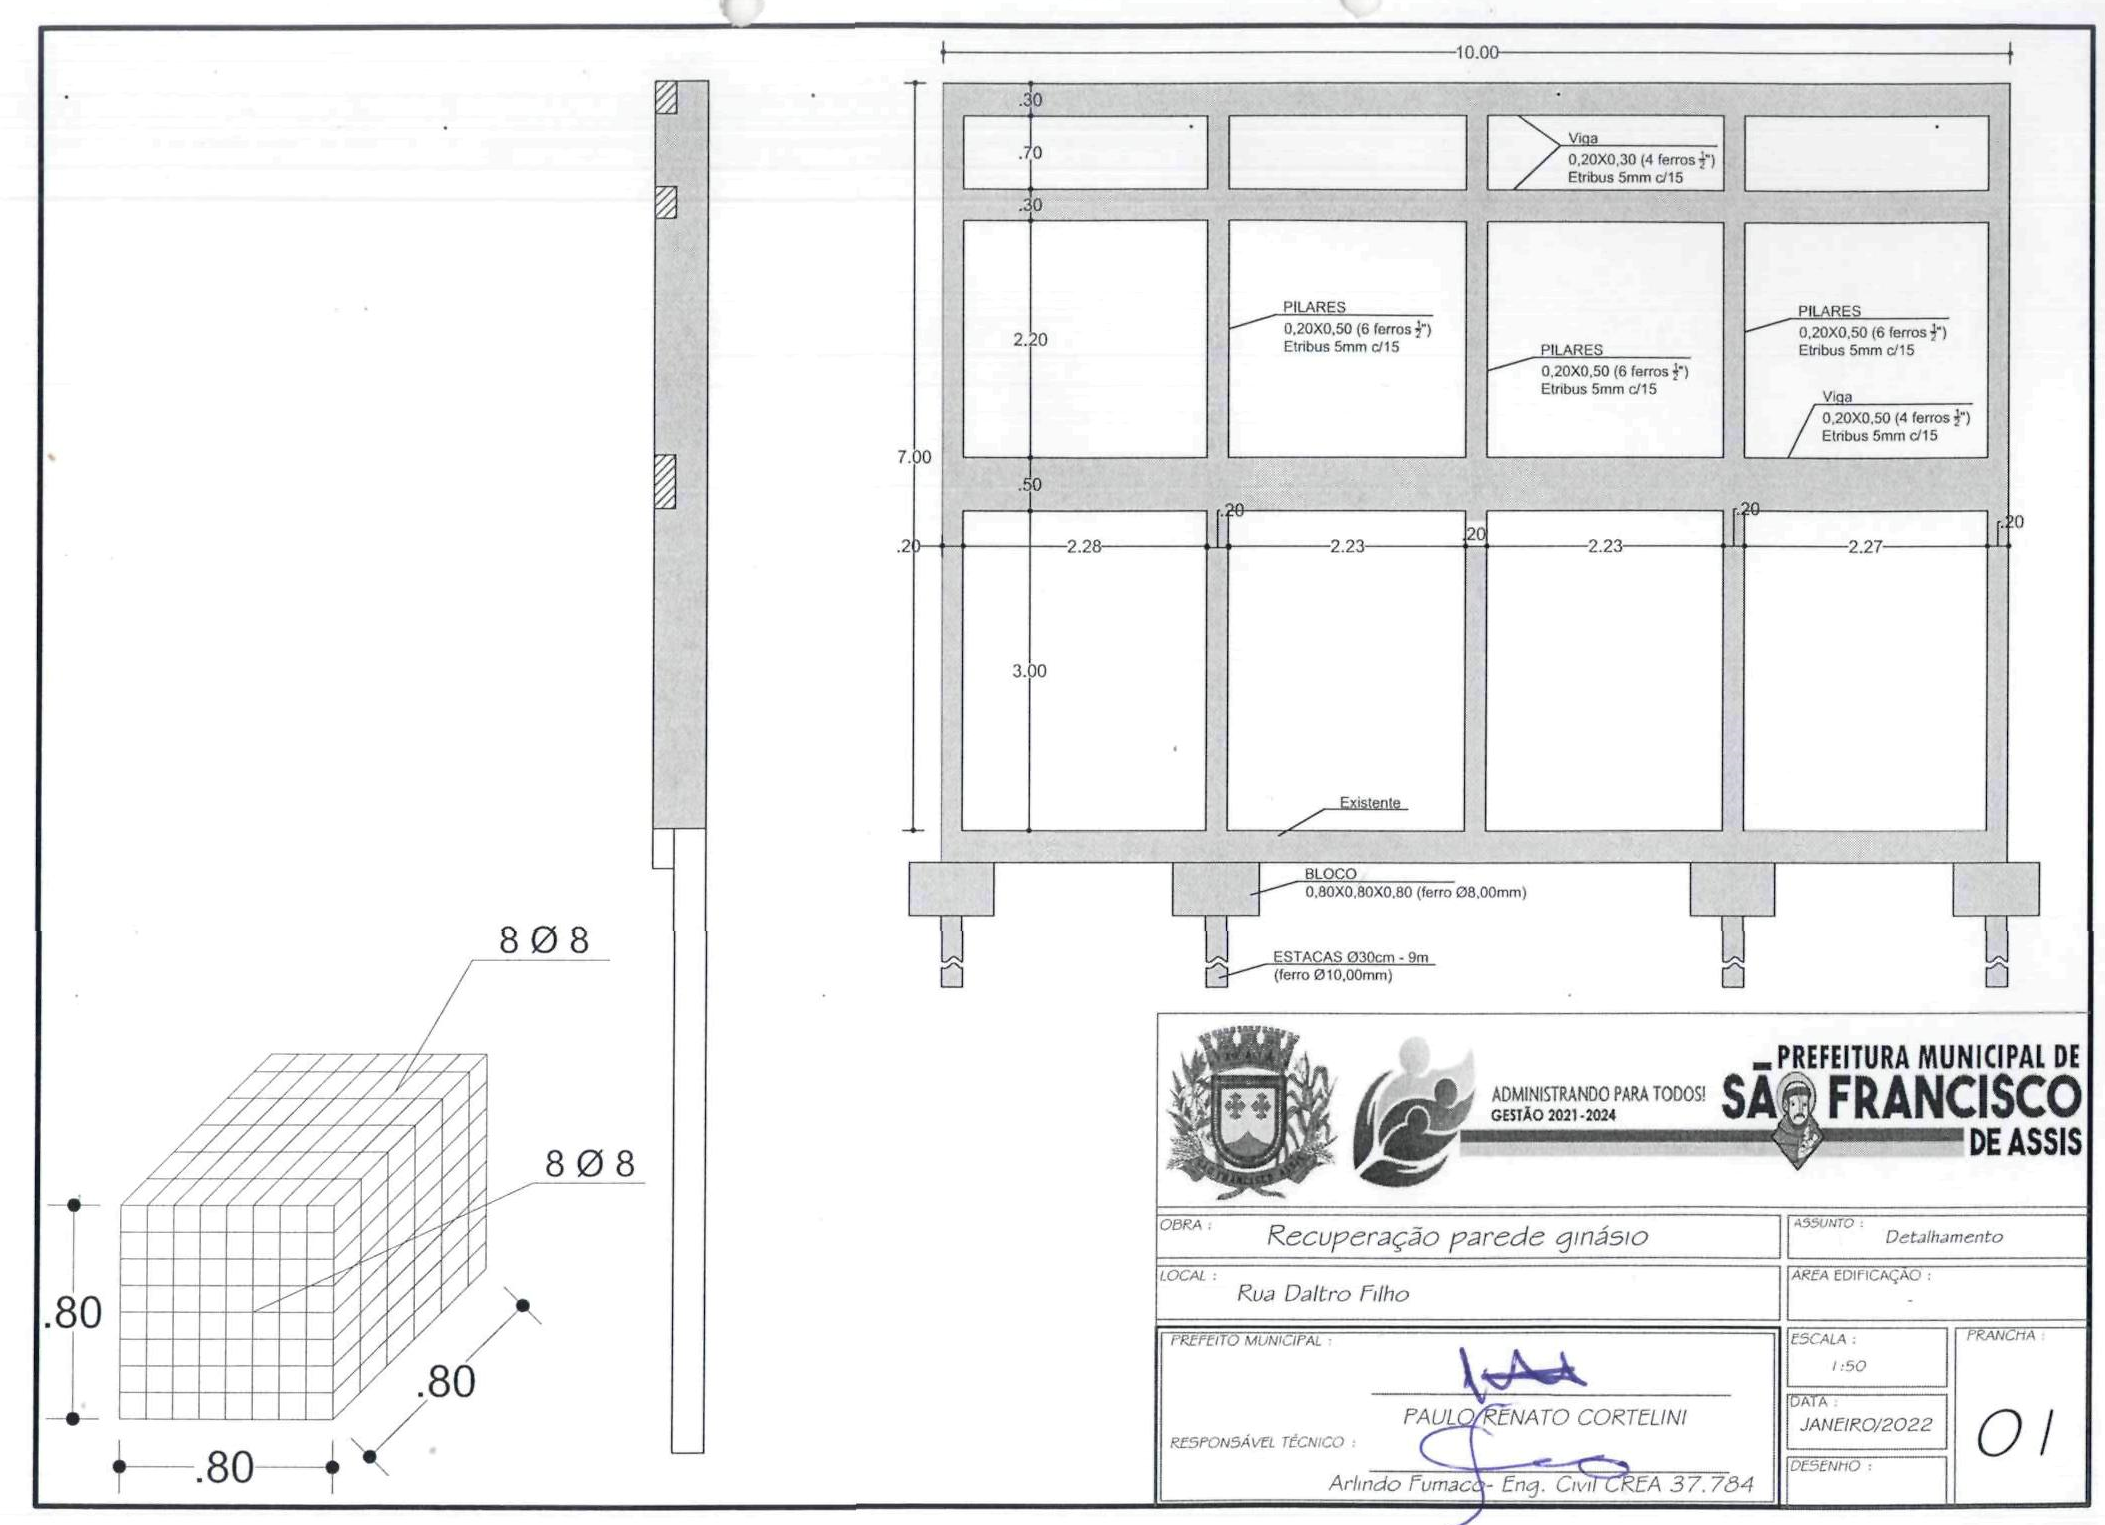 10.00
.30
.70
Viga
0,20X0,30 (4 ferros ½")
Etribus 5mm c/15
.30
PILARES
0,20X0,50 (6 ferros ½")
Etribus 5mm c/15
2.20
PILARES
0,20X0,50 (6 ferros ½")
Etribus 5mm c/15
PILARES
0,20X0,50 (6 ferros ½")
Etribus 5mm c/15
Viga
0,20X0,50 (4 ferros ½")
Etribus 5mm c/15
7.00
.50
.20
.20
.20
.20
.20
2.28
2.23
2.23
2.27
3.00
Existente
BLOCO
0,80X0,80X0,80 (ferro Ø8,00mm)
ESTACAS Ø30cm - 9m
(ferro Ø10,00mm)
8 Ø 8
8 Ø 8
.80
.80
.80
ADMINISTRANDO PARA TODOS!
GESTÃO 2021-2024
PREFEITURA MUNICIPAL DE
SÃO FRANCISCO
DE ASSIS
OBRA :
Recuperação parede ginásio
ASSUNTO :
Detalhamento
LOCAL :
Rua Daltro Filho
ÁREA EDIFICAÇÃO :
-
PREFEITO MUNICIPAL :
PAULO RENATO CORTELINI
RESPONSÁVEL TÉCNICO :
Arlindo Fumaco- Eng. Civil CREA 37.784
ESCALA :
1:50
DATA :
JANEIRO/2022
DESENHO :
PRANCHA :
01